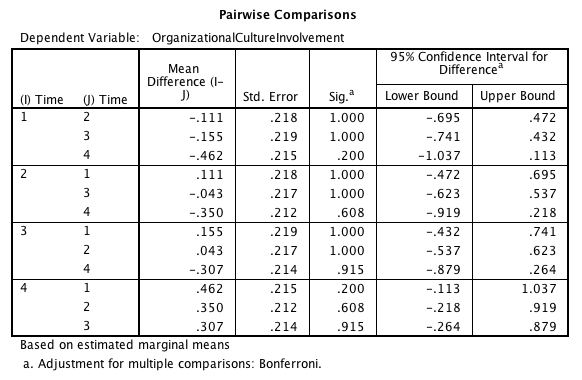 Pairwise Comparisons
Dependent Variable: OrganizationalCultureInvolvement
(I) Time (J) Time Mean Difference (I-J) Std. Error Sig.a 95% Confidence Interval for Differencea
Lower Bound Upper Bound
1 2 -.111 .218 1.000 -.695 .472
3 -.155 .219 1.000 -.741 .432
4 -.462 .215 .200 -1.037 .113
2 1 .111 .218 1.000 -.472 .695
3 -.043 .217 1.000 -.623 .537
4 -.350 .212 .608 -.919 .218
3 1 .155 .219 1.000 -.432 .741
2 .043 .217 1.000 -.537 .623
4 -.307 .214 .915 -.879 .264
4 1 .462 .215 .200 -.113 1.037
2 .350 .212 .608 -.218 .919
3 .307 .214 .915 -.264 .879
Based on estimated marginal means
a. Adjustment for multiple comparisons: Bonferroni.